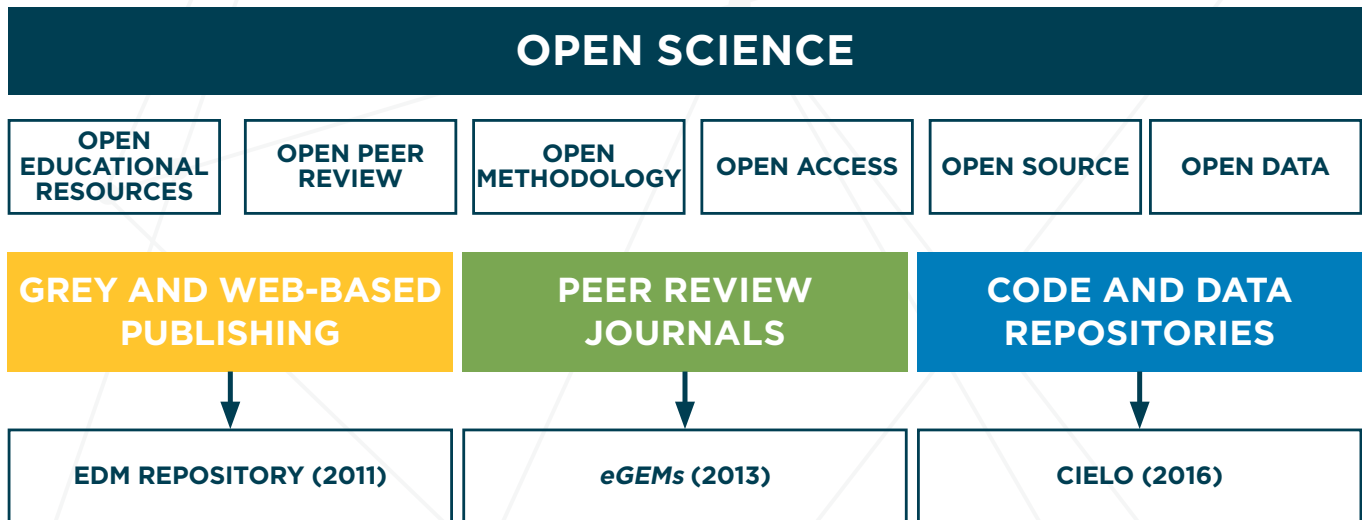 OPEN SCIENCE
OPEN
EDUCATIONAL
RESOURCES
OPEN PEER
REVIEW
OPEN
METHODOLOGY
OPEN ACCESS
OPEN SOURCE
OPEN DATA
GREY AND WEB-BASED
PUBLISHING
PEER REVIEW
JOURNALS
CODE AND DATA
REPOSITORIES
EDM REPOSITORY (2011)
eGEMs (2013)
CIELO (2016)